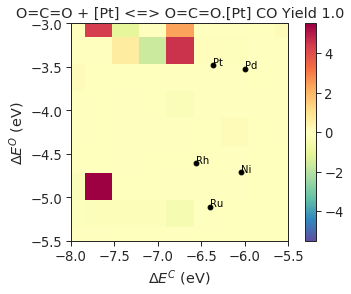 O=C=O + [Pt] <=> O=C=O.[Pt] CO Yield 1.0
−3.0
−3.5
−4.0
−4.5
−5.0
−5.5
ΔE^O (eV)
Pt
Pd
Rh
Ni
Ru
−8.0 −7.5 −7.0 −6.5 −6.0 −5.5
ΔE^C (eV)
4
2
0
−2
−4